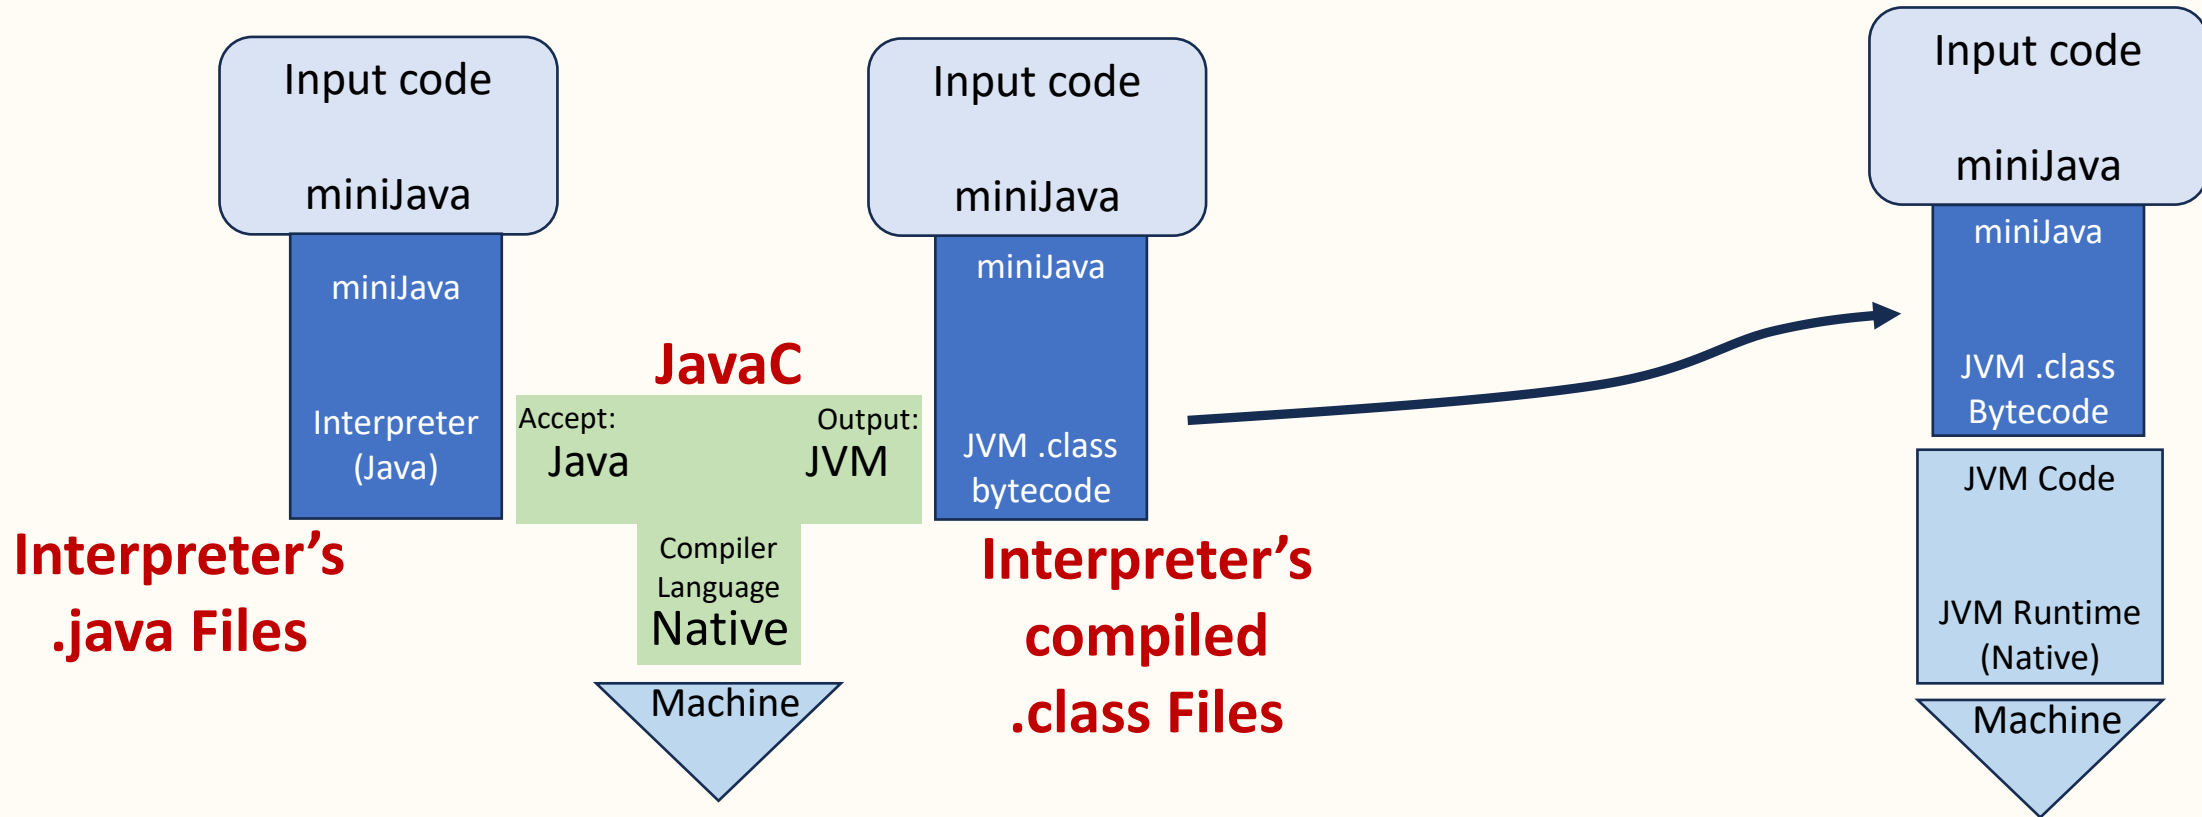 Input code
miniJava
miniJava
Interpreter
(Java)
Interpreter’s
.java Files
JavaC
Accept:
Java
Output:
JVM
Compiler
Language
Native
Machine
Input code
miniJava
miniJava
JVM .class
bytecode
Interpreter’s
compiled
.class Files
Input code
miniJava
miniJava
JVM .class
Bytecode
JVM Code
JVM Runtime
(Native)
Machine